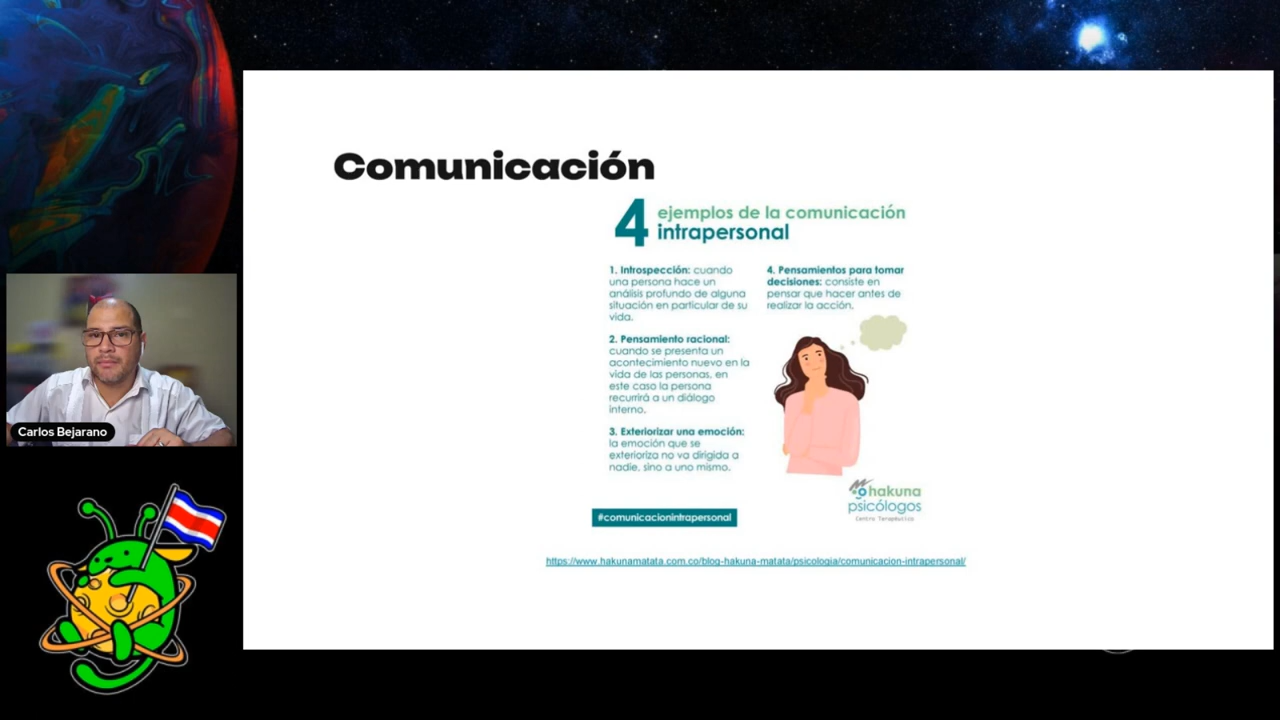 Comunicación
4 ejemplos de la comunicación
intrapersonal
1. Introspección: cuando
una persona hace un
análisis profundo de alguna
situación en particular de su
vida.
2. Pensamiento racional:
cuando se presenta un
acontecimiento nuevo en la
vida de las personas, en
este caso la persona
recurrirá a un diálogo
interno.
3. Exteriorizar una emoción:
la emoción que se
exterioriza no va dirigida a
nadie, sino a uno mismo.
4. Pensamientos para tomar
decisiones: consiste en
pensar que hacer antes de
realizar la acción.
hakuna
psicólogos
Centro Terapéutico
#comunicacionintrapersonal
https://www.hakunamatata.com.co/blog-hakuna-matata/psicologia/comunicacion-intrapersonal/
Carlos Bejarano